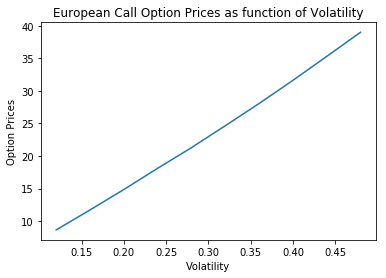 European Call Option Prices as function of Volatility
40
35
30
25
20
15
10
Option Prices
0.15 0.20 0.25 0.30 0.35 0.40 0.45
Volatility